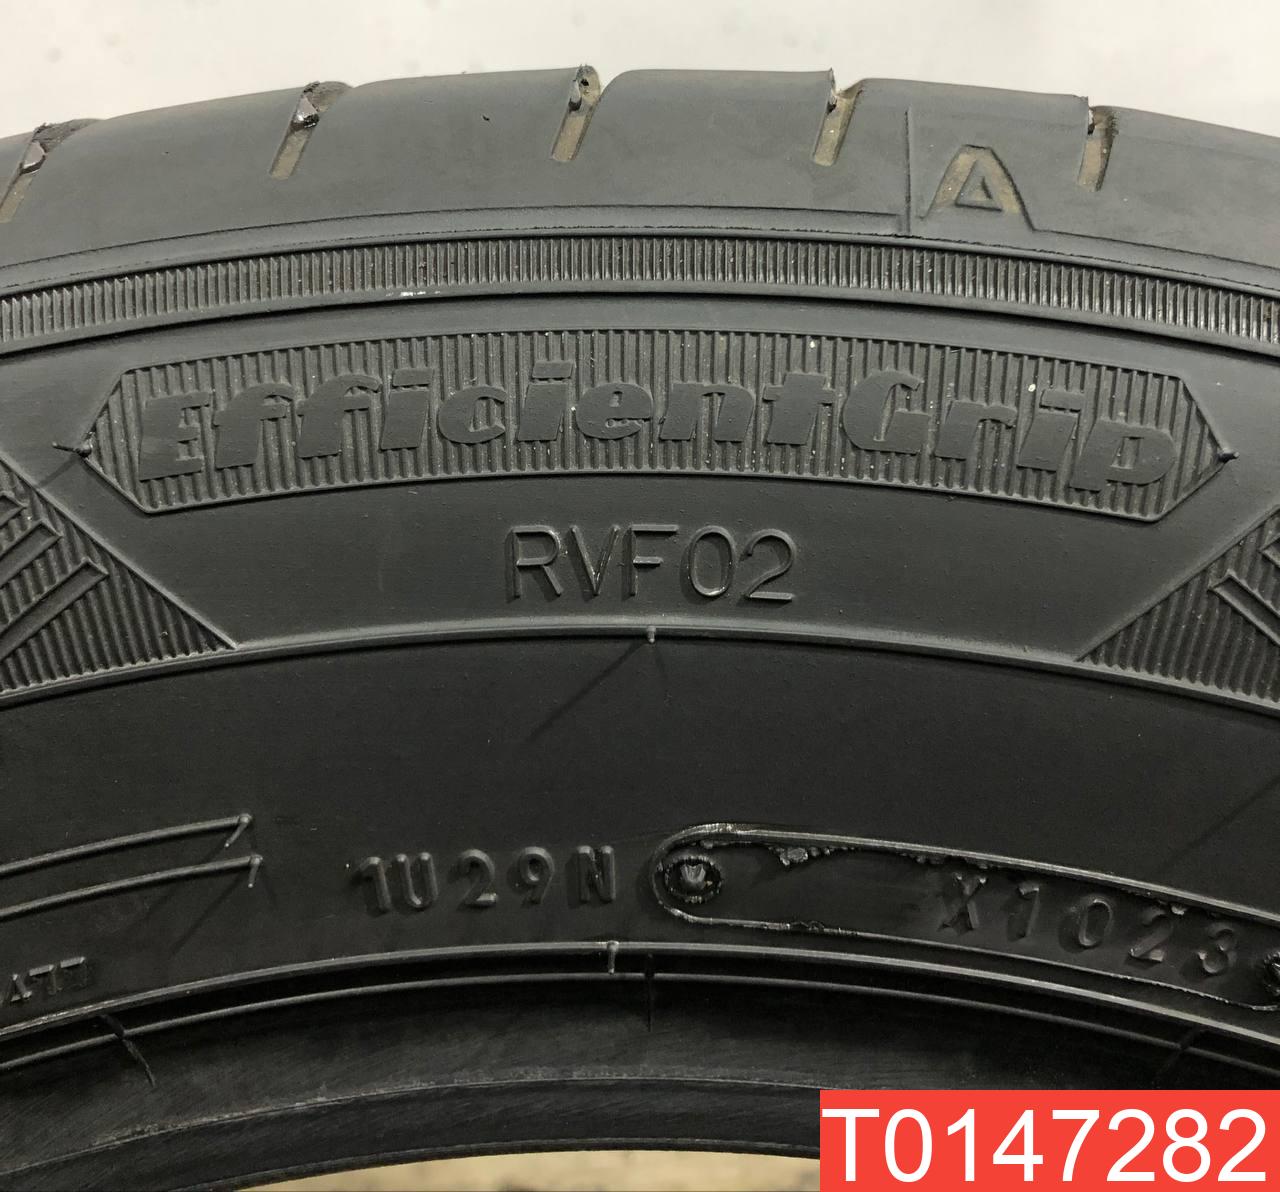 A
EfficientGrip
RVF02
1U29N
X1023
T0147282